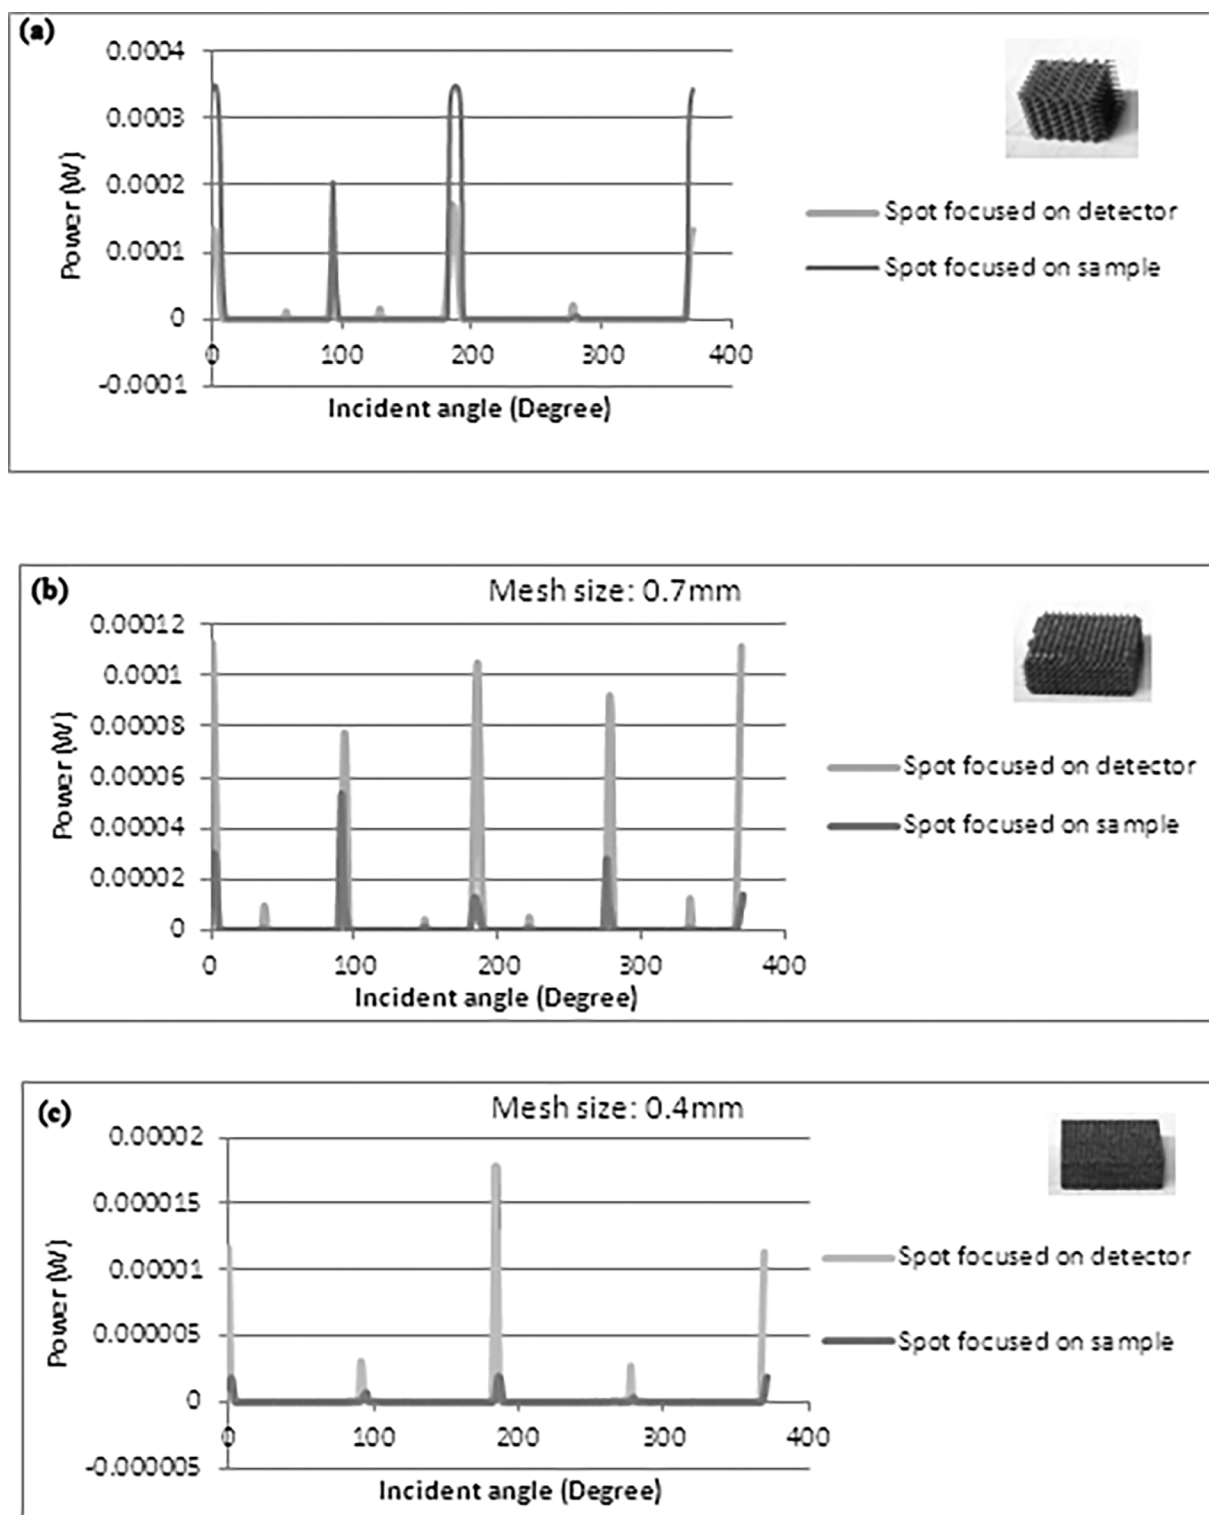 (a)
0.0004
0.0003
0.0002
0.0001
0
-0.0001
Power (W)
0 100 200 300 400
Incident angle (Degree)
Spot focused on detector
Spot focused on sample
(b)
Mesh size: 0.7mm
0.00012
0.0001
0.00008
0.00006
0.00004
0.00002
0
Power (W)
0 100 200 300 400
Incident angle (Degree)
Spot focused on detector
Spot focused on sample
(c)
Mesh size: 0.4mm
0.00002
0.000015
0.00001
0.000005
0
-0.000005
Power (W)
0 100 200 300 400
Incident angle (Degree)
Spot focused on detector
Spot focused on sample